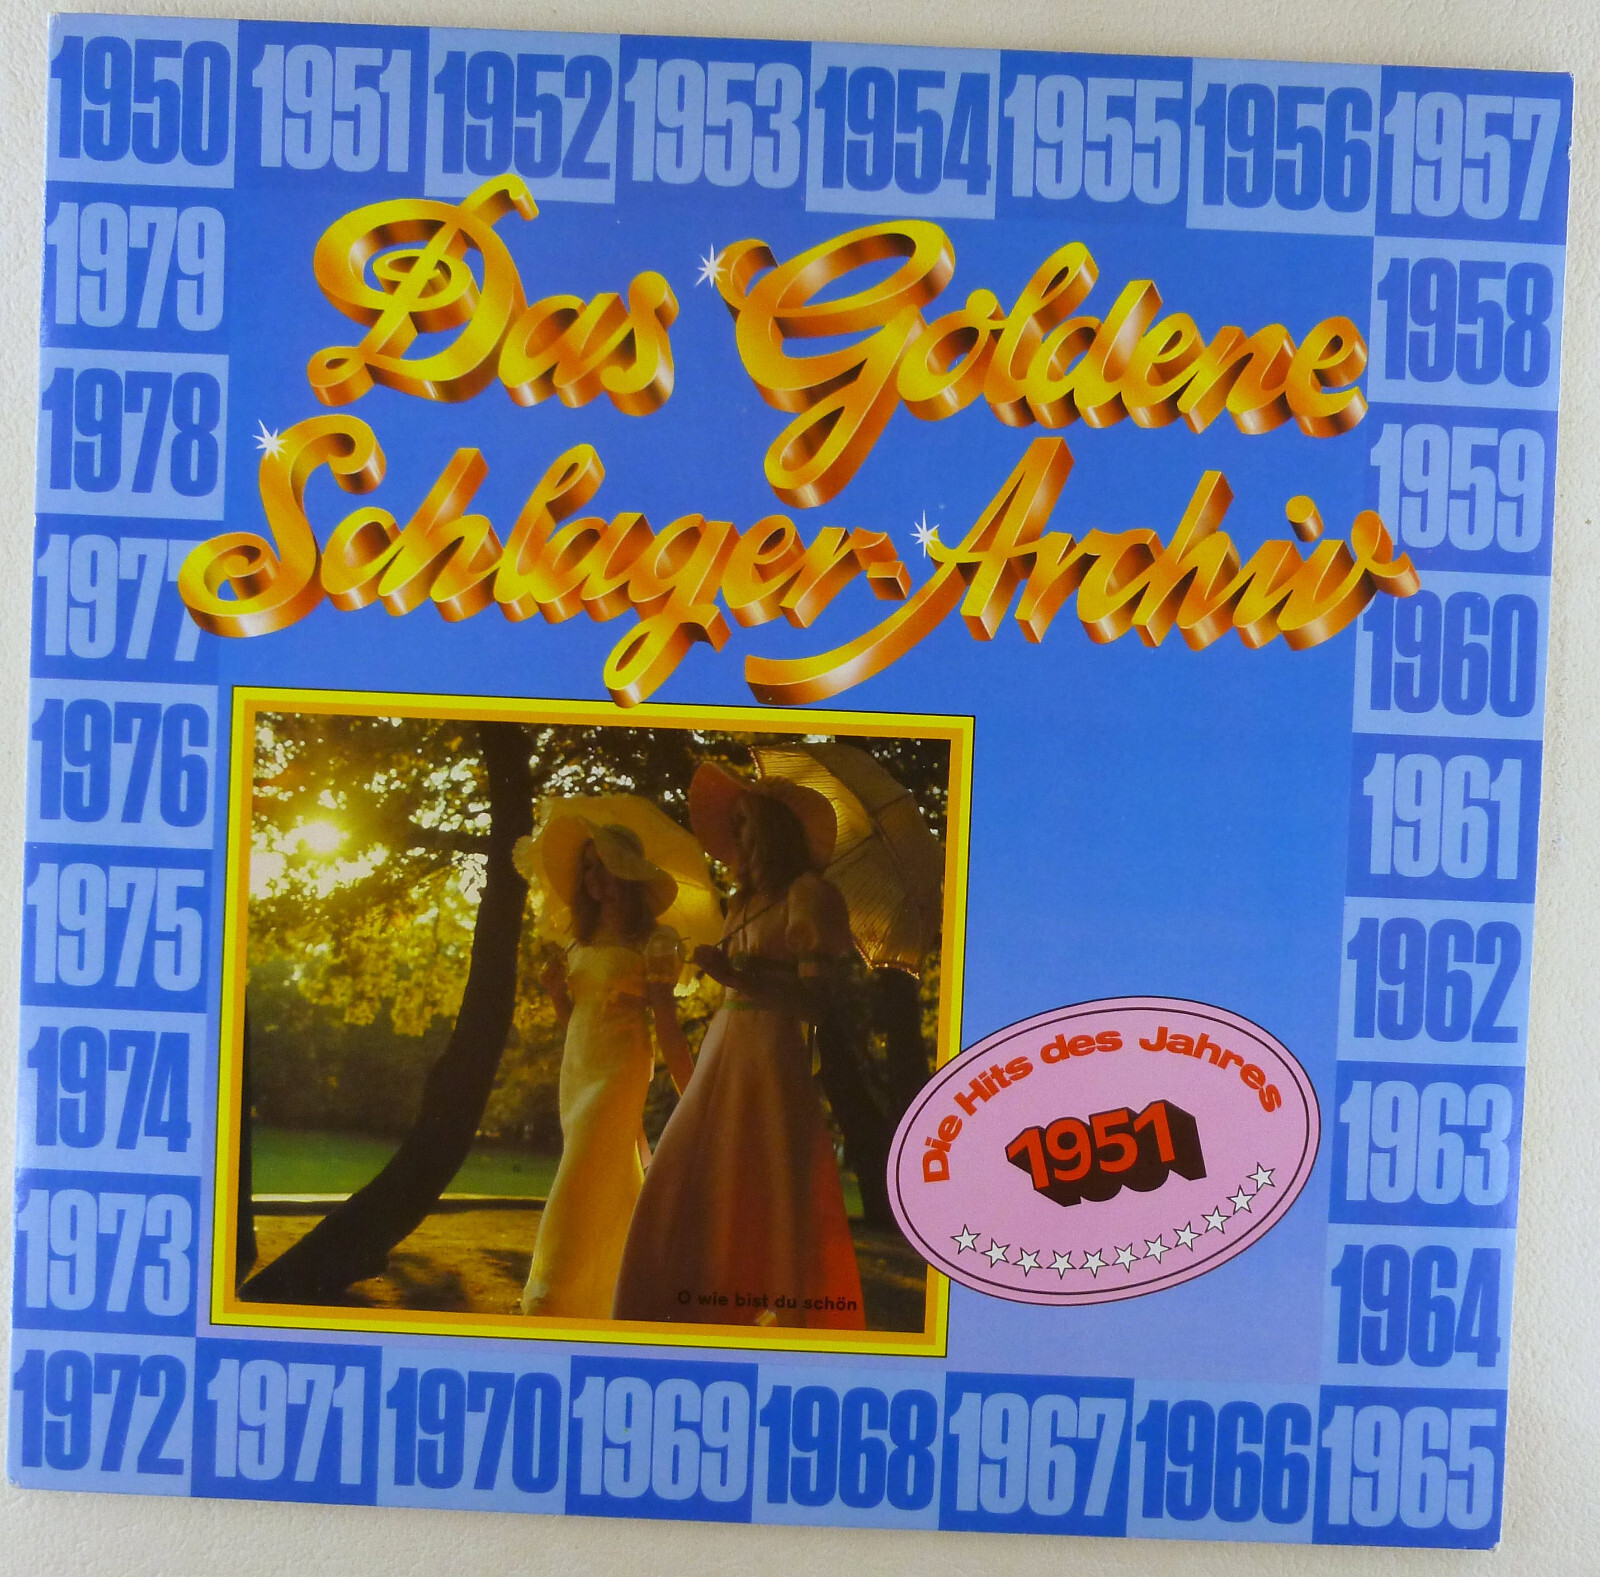 1950 1951 1952 1953 1954 1955 1956 1957
1979
1958
1978
1959
1977
1960
1976
1961
1975
1962
1974
1963
1973
1964
1972 1971 1970 1969 1968 1967 1966 1965
Das Goldene
Schlager-Archiv
Die Hits des Jahres
1951
O wie bist du schön